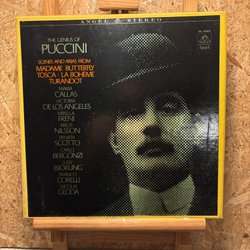 ANGEL STEREO
THE GENIUS OF
PUCCINI
SCENES AND ARIAS FROM
MADAME BUTTERFLY
TOSCA · LA BOHEME
TURANDOT
MARIA
CALLAS
VICTORIA
DE LOS ANGELES
MIRELLA
FRENI
BIRGIT
NILSSON
RENATA
SCOTTO
CARLO
BERGONZI
JUSSI
BJORLING
FRANCO
CORELLI
NICOLAI
GEDDA